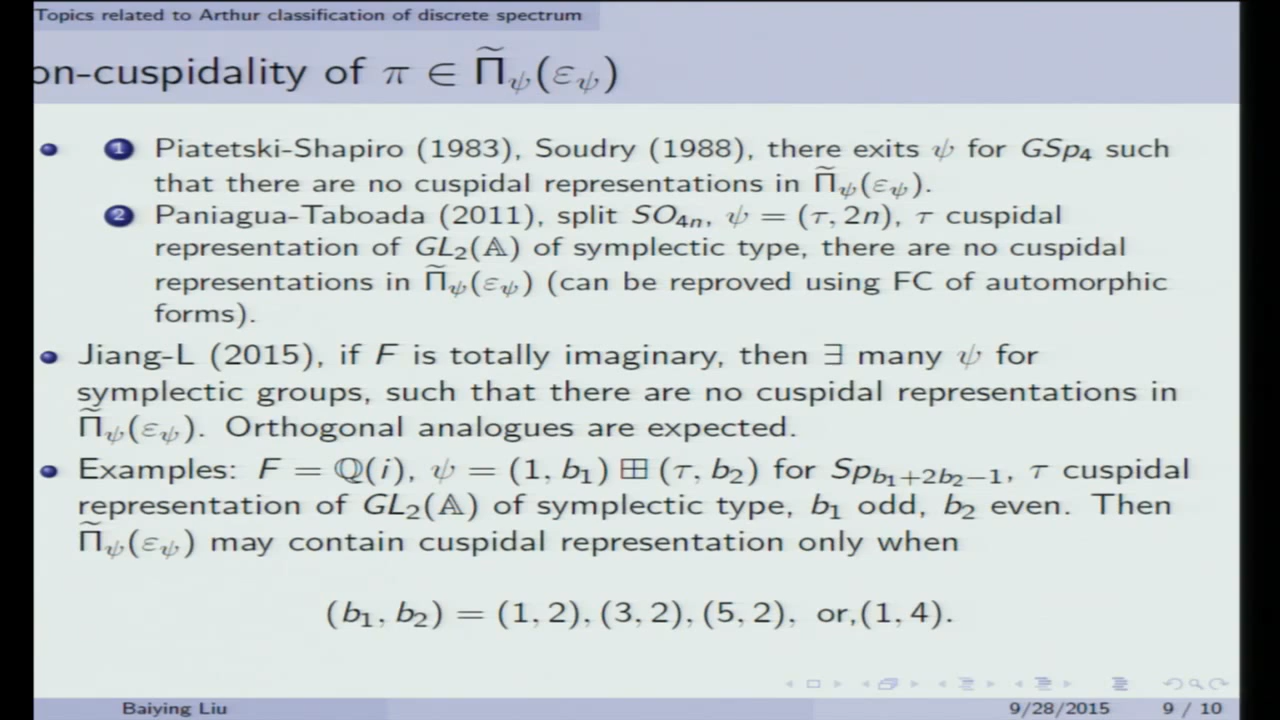 Topics related to Arthur classification of discrete spectrum
on-cuspidality of π ∈ Π̃ψ(εψ)
1 Piatetski-Shapiro (1983), Soudry (1988), there exits ψ for GSp₄ such
that there are no cuspidal representations in Π̃ψ(εψ).
2 Paniagua-Taboada (2011), split SO₄ₙ, ψ = (τ, 2n), τ cuspidal
representation of GL₂(𝔸) of symplectic type, there are no cuspidal
representations in Π̃ψ(εψ) (can be reproved using FC of automorphic
forms).
Jiang-L (2015), if F is totally imaginary, then ∃ many ψ for
symplectic groups, such that there are no cuspidal representations in
Π̃ψ(εψ). Orthogonal analogues are expected.
Examples: F = ℚ(i), ψ = (1, b₁) ⊞ (τ, b₂) for Sp_{b₁+2b₂−1}, τ cuspidal
representation of GL₂(𝔸) of symplectic type, b₁ odd, b₂ even. Then
Π̃ψ(εψ) may contain cuspidal representation only when
(b₁, b₂) = (1, 2), (3, 2), (5, 2), or,(1, 4).
Baiying Liu 9/28/2015 9 / 10